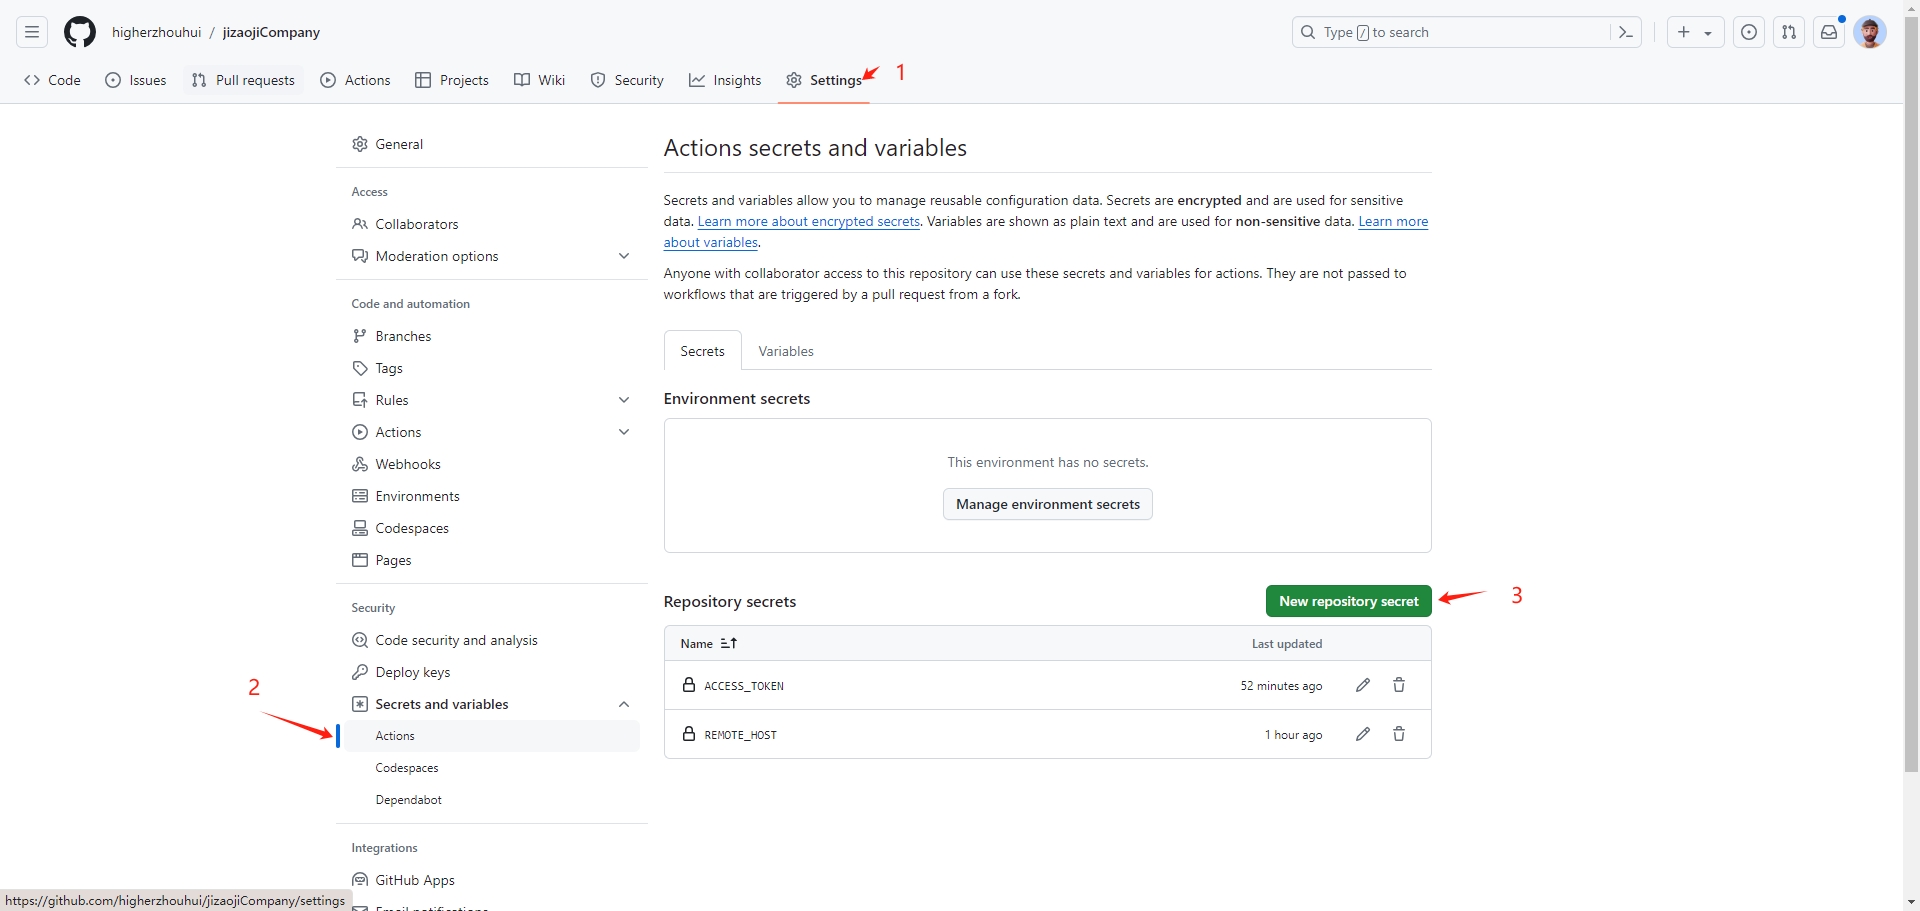 higherzhouhui / jizaojiCompany
Type / to search
Code Issues Pull requests Actions Projects Wiki Security Insights Settings 1
General
Access
Collaborators
Moderation options
Code and automation
Branches
Tags
Rules
Actions
Webhooks
Environments
Codespaces
Pages
Security
Code security and analysis
Deploy keys
2
Secrets and variables
Actions
Codespaces
Dependabot
Integrations
GitHub Apps
Email notifications
https://github.com/higherzhouhui/jizaojiCompany/settings
Actions secrets and variables
Secrets and variables allow you to manage reusable configuration data. Secrets are encrypted and are used for sensitive
data. Learn more about encrypted secrets. Variables are shown as plain text and are used for non-sensitive data. Learn more
about variables.
Anyone with collaborator access to this repository can use these secrets and variables for actions. They are not passed to
workflows that are triggered by a pull request from a fork.
Secrets Variables
Environment secrets
This environment has no secrets.
Manage environment secrets
Repository secrets New repository secret 3
Name Last updated
ACCESS_TOKEN 52 minutes ago
REMOTE_HOST 1 hour ago